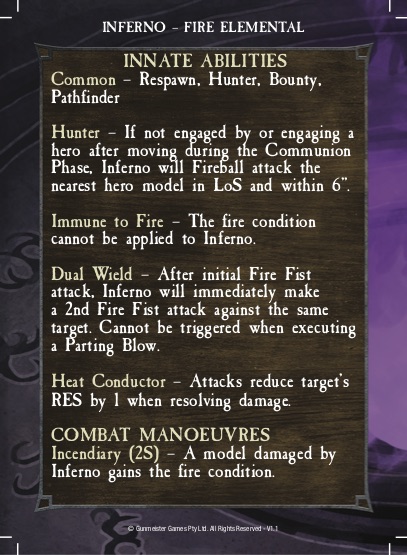 INFERNO – FIRE ELEMENTAL
INNATE ABILITIES
Common – Respawn, Hunter, Bounty,
Pathfinder
Hunter – If not engaged by or engaging a
hero after moving during the Communion
Phase, Inferno will Fireball attack the
nearest hero model in LoS and within 6”.
Immune to Fire – The fire condition
cannot be applied to Inferno.
Dual Wield – After initial Fire Fist
attack, Inferno will immediately make
a 2nd Fire Fist attack against the same
target. Cannot be triggered when executing
a Parting Blow.
Heat Conductor – Attacks reduce target’s
RES by 1 when resolving damage.
COMBAT MANOEUVRES
Incendiary (2S) – A model damaged by
Inferno gains the fire condition.
© Gunmeister Games Pty Ltd. All Rights Reserved - V1.1